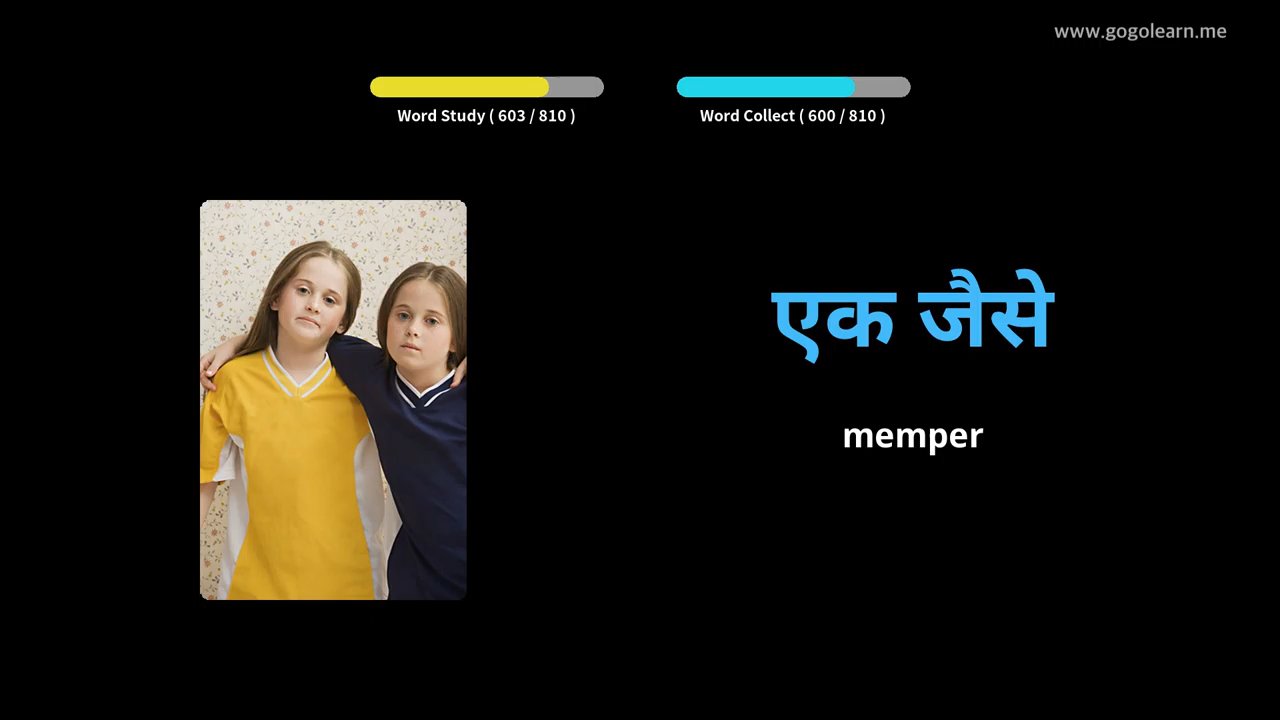 www.gogolearn.me
Word Study ( 603 / 810 )
Word Collect ( 600 / 810 )
एक जैसे
memper